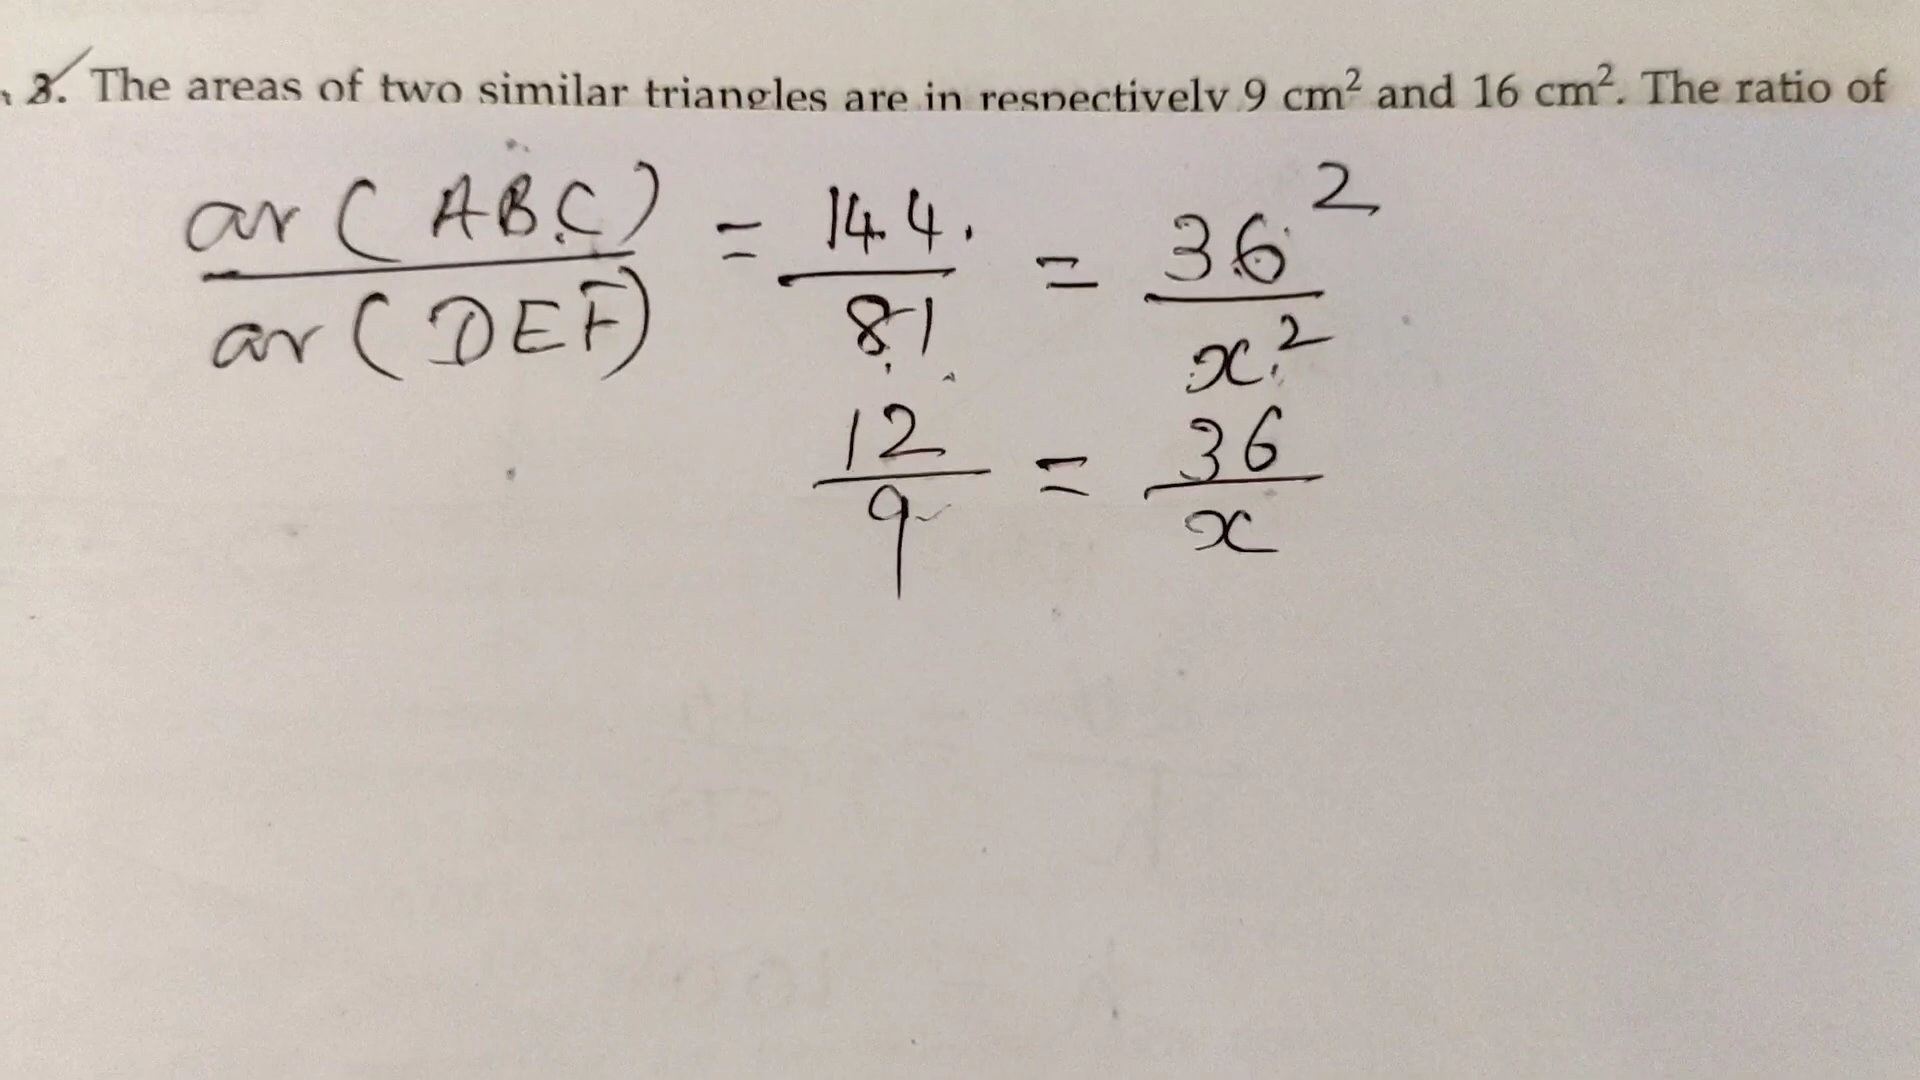 3. The areas of two similar triangles are in respectively 9 cm² and 16 cm². The ratio of
ar(ABC) / ar(DEF) = 144 / 81 = 36² / x²
12 / 9 = 36 / x